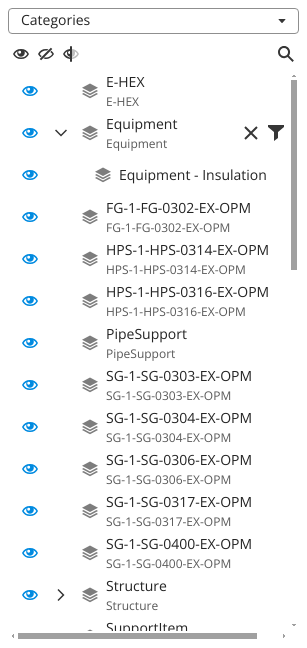 Categories
E-HEX
E-HEX
Equipment
Equipment
Equipment - Insulation
FG-1-FG-0302-EX-OPM
FG-1-FG-0302-EX-OPM
HPS-1-HPS-0314-EX-OPM
HPS-1-HPS-0314-EX-OPM
HPS-1-HPS-0316-EX-OPM
HPS-1-HPS-0316-EX-OPM
PipeSupport
PipeSupport
SG-1-SG-0303-EX-OPM
SG-1-SG-0303-EX-OPM
SG-1-SG-0304-EX-OPM
SG-1-SG-0304-EX-OPM
SG-1-SG-0306-EX-OPM
SG-1-SG-0306-EX-OPM
SG-1-SG-0317-EX-OPM
SG-1-SG-0317-EX-OPM
SG-1-SG-0400-EX-OPM
SG-1-SG-0400-EX-OPM
Structure
Structure
SupportItem